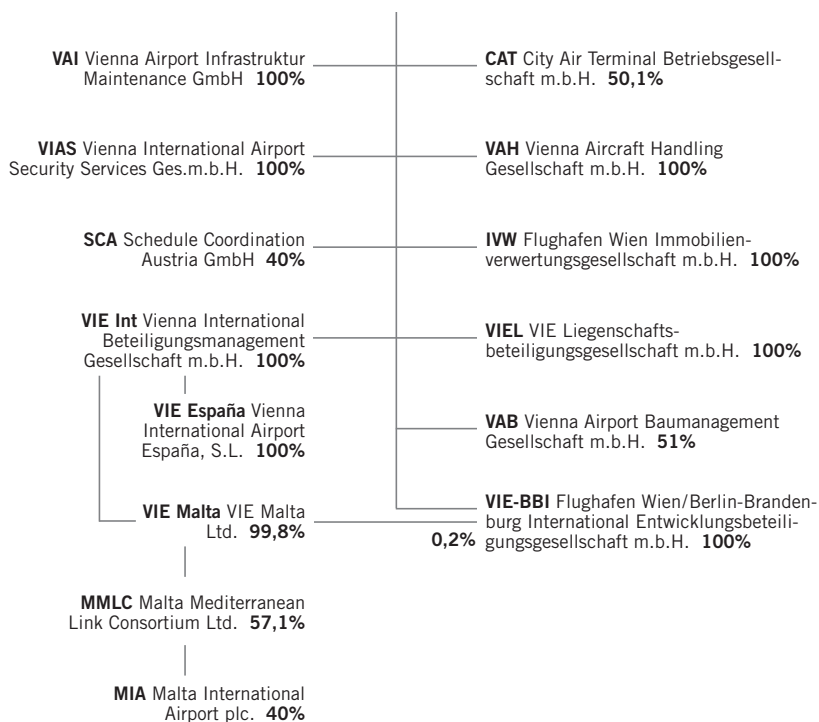 VAI Vienna Airport Infrastruktur
Maintenance GmbH 100%
CAT City Air Terminal Betriebsgesell-
schaft m.b.H. 50,1%
VIAS Vienna International Airport
Security Services Ges.m.b.H. 100%
VAH Vienna Aircraft Handling
Gesellschaft m.b.H. 100%
SCA Schedule Coordination
Austria GmbH 40%
IVW Flughafen Wien Immobilien-
verwertungsgesellschaft m.b.H. 100%
VIE Int Vienna International
Beteiligungsmanagement
Gesellschaft m.b.H. 100%
VIEL VIE Liegenschafts-
beteiligungsgesellschaft m.b.H. 100%
VIE España Vienna
International Airport
España, S.L. 100%
VAB Vienna Airport Baumanagement
Gesellschaft m.b.H. 51%
VIE Malta VIE Malta
Ltd. 99,8%
VIE-BBI Flughafen Wien/Berlin-Branden-
burg International Entwicklungsbeteili-
0,2% gungsgesellschaft m.b.H. 100%
MMLC Malta Mediterranean
Link Consortium Ltd. 57,1%
MIA Malta International
Airport plc. 40%